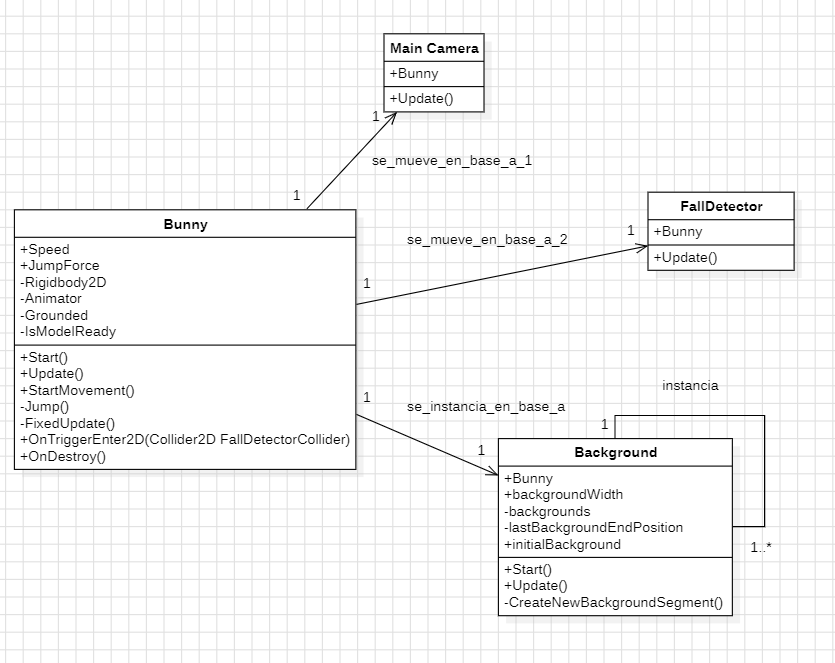 Main Camera
+Bunny
+Update()
1
se_mueve_en_base_a_1
1
Bunny
+Speed
+JumpForce
-Rigidbody2D
-Animator
-Grounded
-IsModelReady
+Start()
+Update()
+StartMovement()
-Jump()
-FixedUpdate()
+OnTriggerEnter2D(Collider2D FallDetectorCollider)
+OnDestroy()
FallDetector
+Bunny
+Update()
1
se_mueve_en_base_a_2
1
1
se_instancia_en_base_a
1
instancia
1
1..*
Background
+Bunny
+backgroundWidth
-backgrounds
-lastBackgroundEndPosition
+initialBackground
+Start()
+Update()
-CreateNewBackgroundSegment()